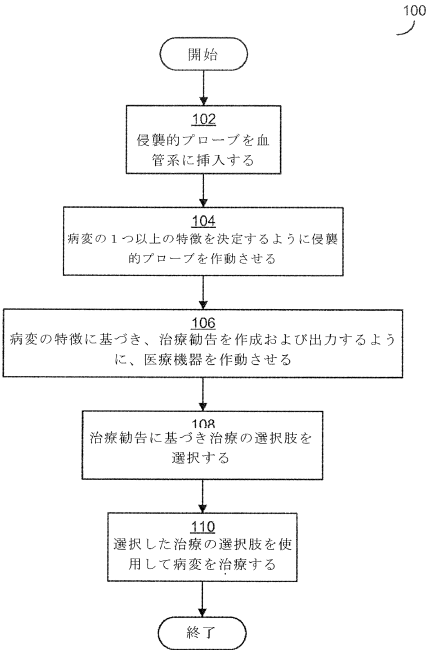 100
開始
102
侵襲的プローブを血
管系に挿入する
104
病変の1つ以上の特徴を決定するように侵襲
的プローブを作動させる
106
病変の特徴に基づき、治療勧告を作成および出力するよう
に、医療機器を作動させる
108
治療勧告に基づき治療の選択肢を
選択する
110
選択した治療の選択肢を使
用して病変を治療する
終了